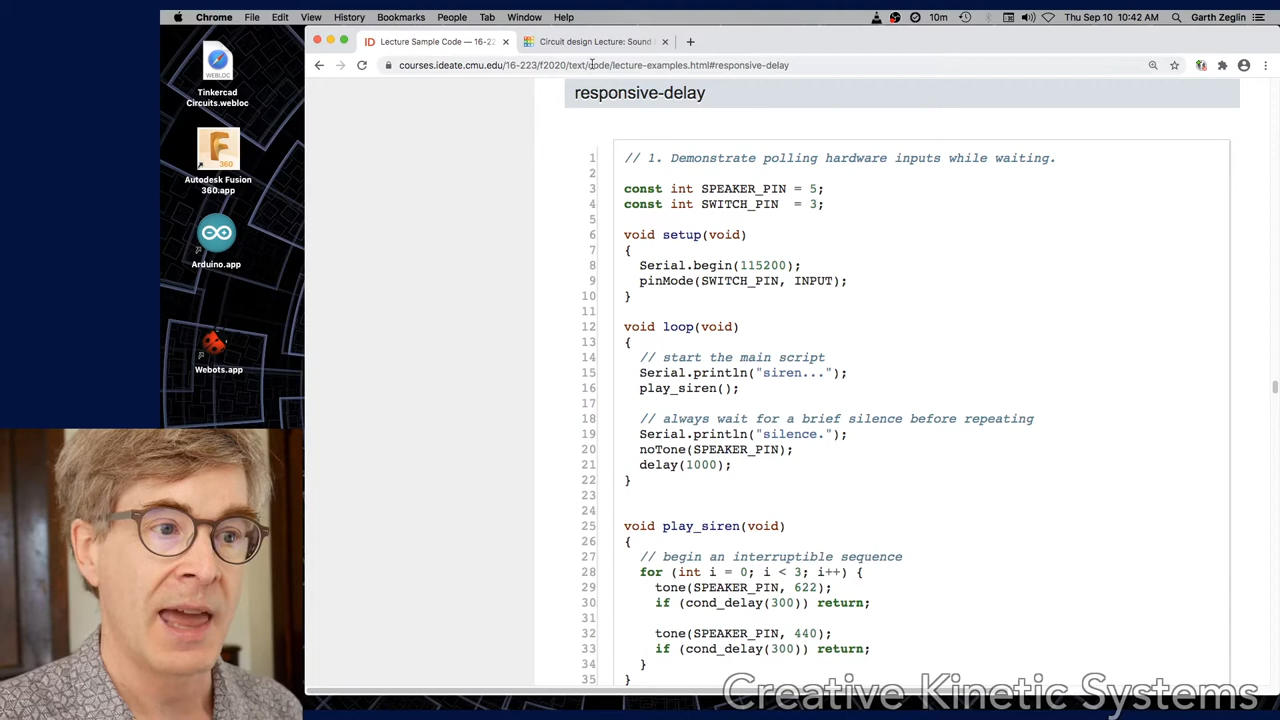 Chrome File Edit View History Bookmarks People Tab Window Help
10m Thu Sep 10 10:42 AM Garth Zeglin
WEBLOC
Tinkercad
Circuits.webloc
360
Autodesk Fusion
360.app
Arduino.app
Webots.app
ID Lecture Sample Code — 16-22
Circuit design Lecture: Sound
courses.ideate.cmu.edu/16-223/f2020/text/code/lecture-examples.html#responsive-delay
responsive-delay
1 // 1. Demonstrate polling hardware inputs while waiting.
2
3 const int SPEAKER_PIN = 5;
4 const int SWITCH_PIN  = 3;
5
6 void setup(void)
7 {
8 Serial.begin(115200);
9 pinMode(SWITCH_PIN, INPUT);
10 }
11
12 void loop(void)
13 {
14 // start the main script
15 Serial.println("siren...");
16 play_siren();
17
18 // always wait for a brief silence before repeating
19 Serial.println("silence.");
20 noTone(SPEAKER_PIN);
21 delay(1000);
22 }
23
24
25 void play_siren(void)
26 {
27 // begin an interruptible sequence
28 for (int i = 0; i < 3; i++) {
29 tone(SPEAKER_PIN, 622);
30 if (cond_delay(300)) return;
31
32 tone(SPEAKER_PIN, 440);
33 if (cond_delay(300)) return;
34 }
35 }
Creative Kinetic Systems